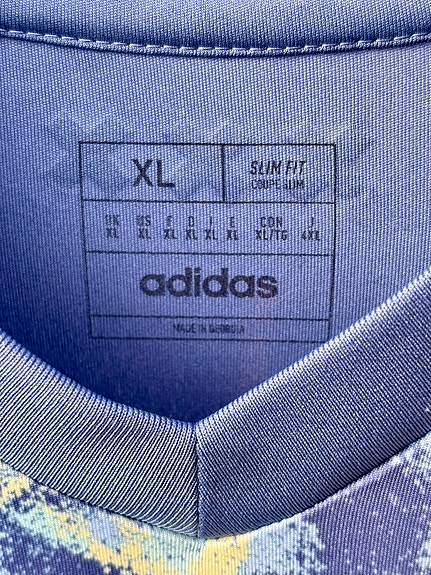 XL
SLIM FIT
COUPE SLIM
UK US F D I E CDN J
XL XL XL XL XL XL XL/TG 4XL
adidas
MADE IN GEORGIA